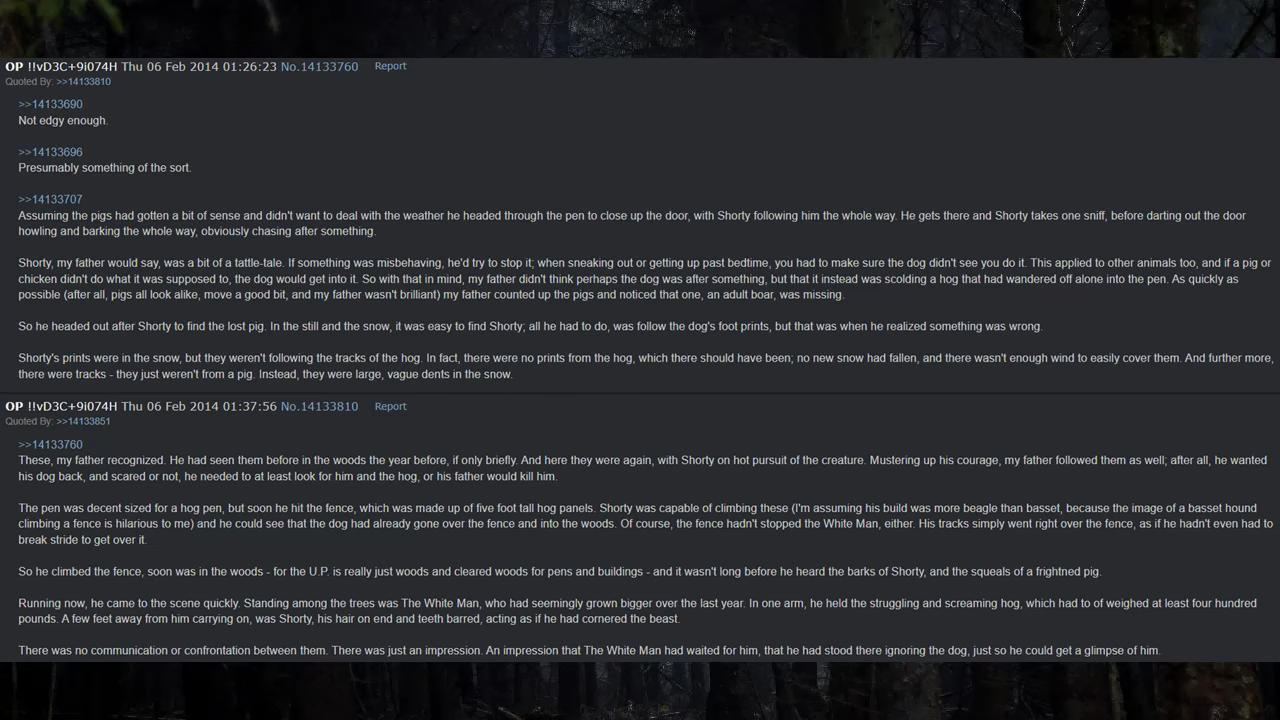 OP !!vD3C+9i074H Thu 06 Feb 2014 01:26:23 No.14133760 Report
Quoted By: >>14133810
>>14133690
Not edgy enough.
>>14133696
Presumably something of the sort.
>>14133707
Assuming the pigs had gotten a bit of sense and didn't want to deal with the weather he headed through the pen to close up the door, with Shorty following him the whole way. He gets there and Shorty takes one sniff, before darting out the door
howling and barking the whole way, obviously chasing after something.
Shorty, my father would say, was a bit of a tattle-tale. If something was misbehaving, he'd try to stop it; when sneaking out or getting up past bedtime, you had to make sure the dog didn't see you do it. This applied to other animals too, and if a pig or
chicken didn't do what it was supposed to, the dog would get into it. So with that in mind, my father didn't think perhaps the dog was after something, but that it instead was scolding a hog that had wandered off alone into the pen. As quickly as
possible (after all, pigs all look alike, move a good bit, and my father wasn't brilliant) my father counted up the pigs and noticed that one, an adult boar, was missing.
So he headed out after Shorty to find the lost pig. In the still and the snow, it was easy to find Shorty; all he had to do, was follow the dog's foot prints, but that was when he realized something was wrong.
Shorty's prints were in the snow, but they weren't following the tracks of the hog. In fact, there were no prints from the hog, which there should have been; no new snow had fallen, and there wasn't enough wind to easily cover them. And further more,
there were tracks - they just weren't from a pig. Instead, they were large, vague dents in the snow.
OP !!vD3C+9i074H Thu 06 Feb 2014 01:37:56 No.14133810 Report
Quoted By: >>14133851
>>14133760
These, my father recognized. He had seen them before in the woods the year before, if only briefly. And here they were again, with Shorty on hot pursuit of the creature. Mustering up his courage, my father followed them as well; after all, he wanted
his dog back, and scared or not, he needed to at least look for him and the hog, or his father would kill him.
The pen was decent sized for a hog pen, but soon he hit the fence, which was made up of five foot tall hog panels. Shorty was capable of climbing these (I'm assuming his build was more beagle than basset, because the image of a basset hound
climbing a fence is hilarious to me) and he could see that the dog had already gone over the fence and into the woods. Of course, the fence hadn't stopped the White Man, either. His tracks simply went right over the fence, as if he hadn't even had to
break stride to get over it.
So he climbed the fence, soon was in the woods - for the U.P. is really just woods and cleared woods for pens and buildings - and it wasn't long before he heard the barks of Shorty, and the squeals of a frightned pig.
Running now, he came to the scene quickly. Standing among the trees was The White Man, who had seemingly grown bigger over the last year. In one arm, he held the struggling and screaming hog, which had to of weighed at least four hundred
pounds. A few feet away from him carrying on, was Shorty, his hair on end and teeth barred, acting as if he had cornered the beast.
There was no communication or confrontation between them. There was just an impression. An impression that The White Man had waited for him, that he had stood there ignoring the dog, just so he could get a glimpse of him.